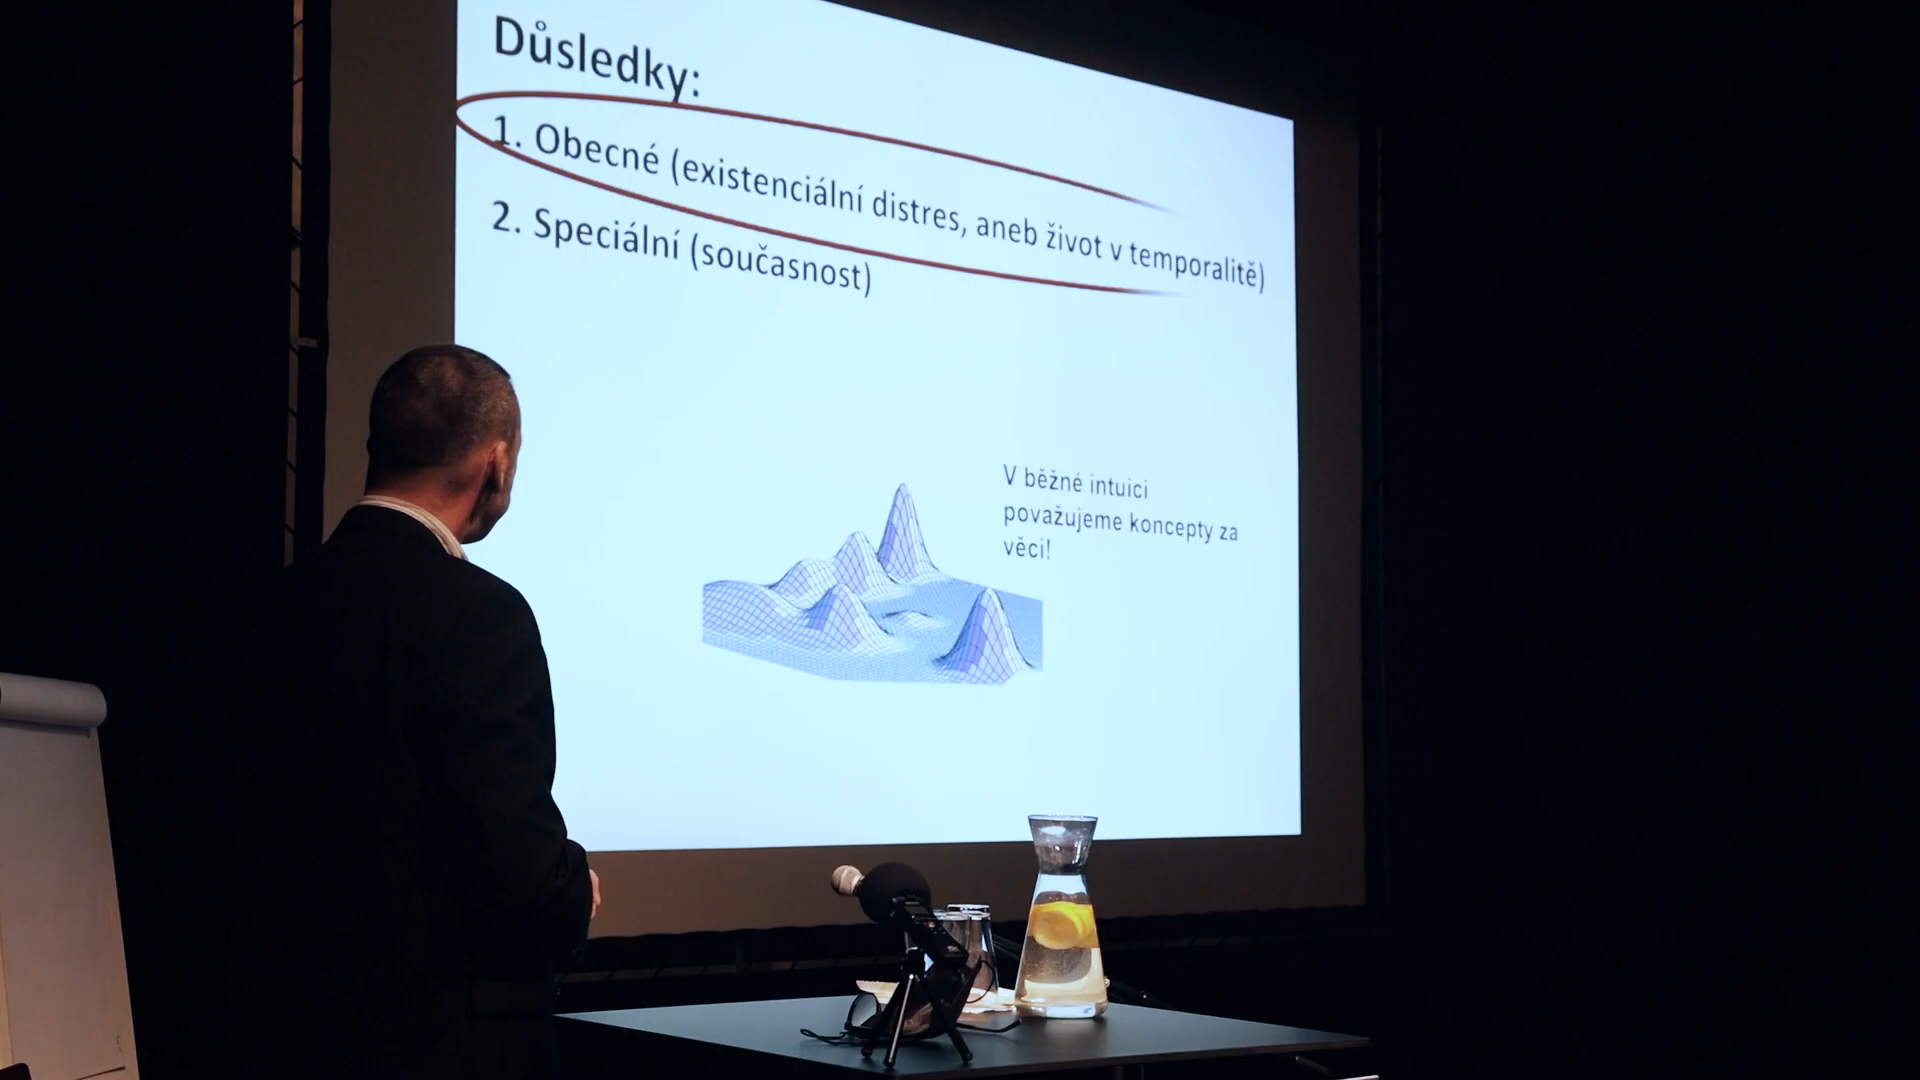 Důsledky:
1. Obecné (existenciální distres, aneb život v temporalitě)
2. Speciální (současnost)
V běžné intuici
považujeme koncepty za
věci!